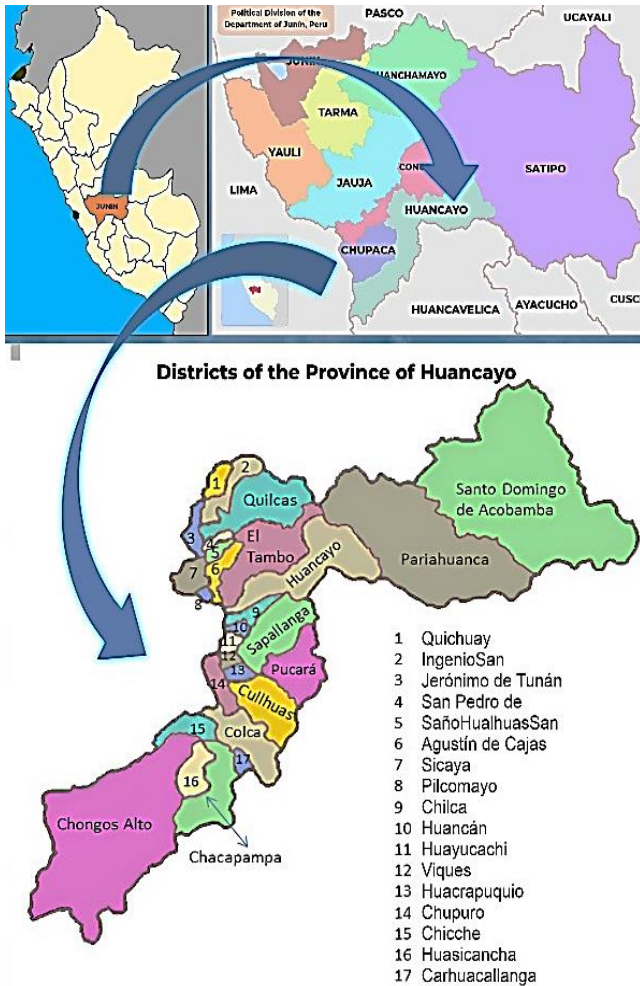 Political Division of the
Department of Junín, Peru
PASCO
UCAYALI
JUNIN
JUNIN
HANCHAMAYO
TARMA
YAULI
CON
SATIPO
LIMA
JAUJA
HUANCAYO
CHUPACA
HUANCAVELICA
AYACUCHO
CUSC
Districts of the Province of Huancayo
1
2
Quilcas
Santo Domingo
de Acobamba
3
4
El
Tambo
5
6
7
8
Huancayo
Pariahuanca
9
10
Sapallanga
11
12
13
Pucará
14
Cullhuas
15
Colca
16
17
Chongos Alto
Chacapampa
1 Quichuay
2 IngenioSan
3 Jerónimo de Tunán
4 San Pedro de
5 SañoHualhuasSan
6 Agustín de Cajas
7 Sicaya
8 Pilcomayo
9 Chilca
10 Huancán
11 Huayucachi
12 Viques
13 Huacrapuquio
14 Chupuro
15 Chicche
16 Huasicancha
17 Carhuacallanga